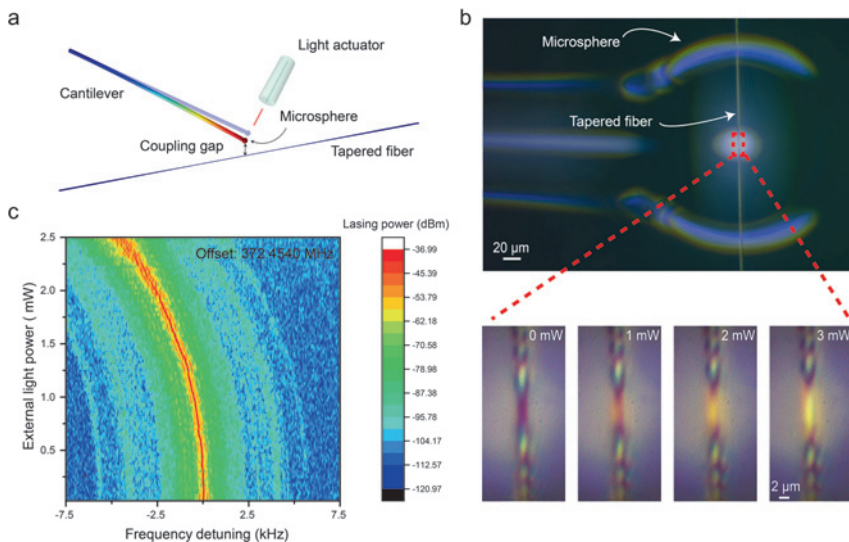 a
Light actuator
Cantilever
Microsphere
Coupling gap
Tapered fiber
b
Microsphere
Tapered fiber
20 µm
0 mW
1 mW
2 mW
3 mW
2 µm
c
Lasing power (dBm)
Offset: 372.4540 MHz
2.5
2.0
1.5
1.0
0.5
External light power ( mW)
-7.5
-2.5
2.5
7.5
Frequency detuning (kHz)
-36.99
-45.39
-53.79
-62.18
-70.58
-78.98
-87.38
-95.78
-104.17
-112.57
-120.97